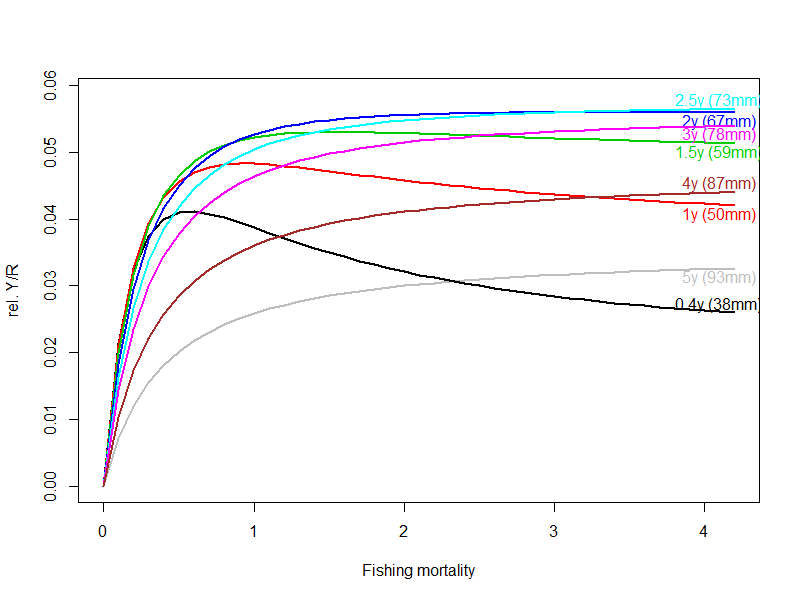 0.06
0.05
0.04
0.03
0.02
0.01
0.00
rel. Y/R
2.5y (73mm)
2y (67mm)
3y (78mm)
1.5y (59mm)
4y (87mm)
1y (50mm)
5y (93mm)
0.4y (38mm)
0 1 2 3 4
Fishing mortality